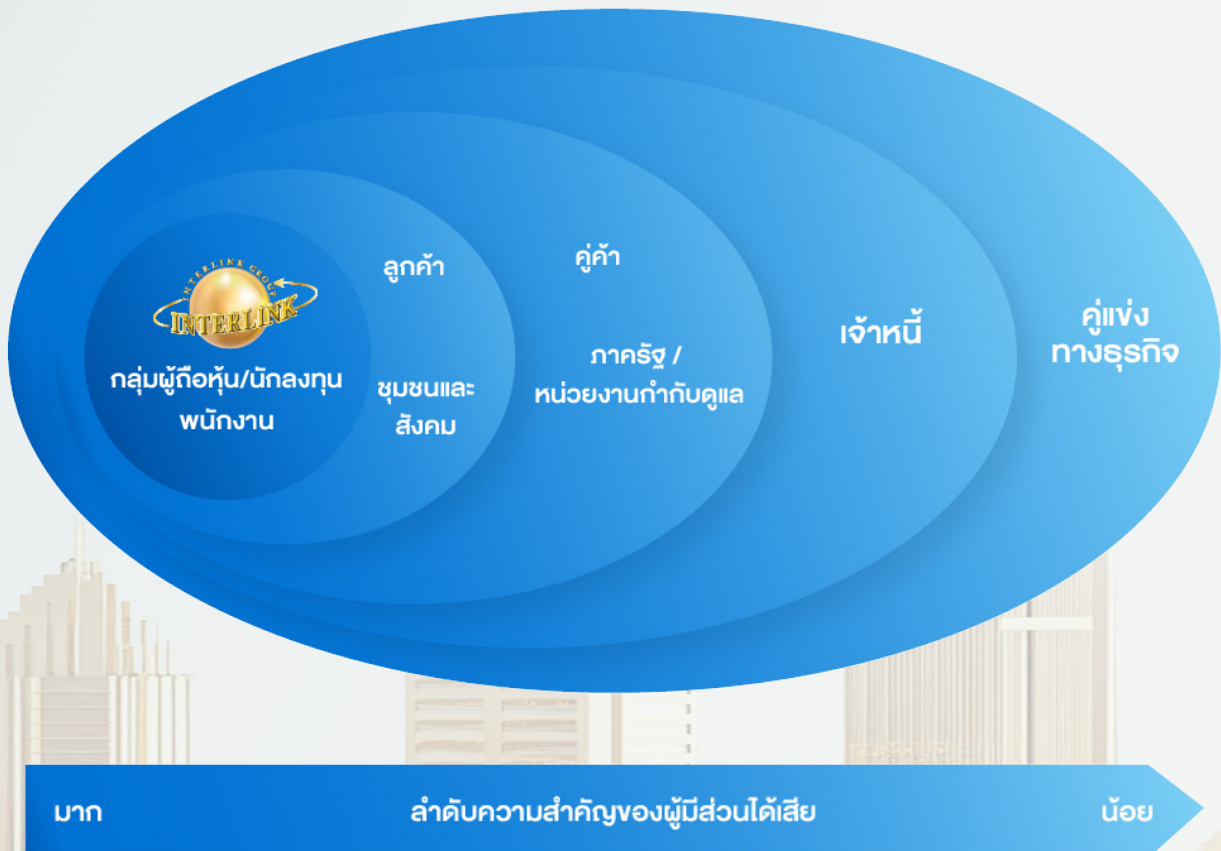 INTERLINK GROUP
INTERLINK
กลุ่มผู้ถือหุ้น/นักลงทุน
พนักงาน
ลูกค้า
ชุมชนและ
สังคม
คู่ค้า
ภาครัฐ /
หน่วยงานกำกับดูแล
เจ้าหนี้
คู่แข่ง
ทางธุรกิจ
มาก
ลำดับความสำคัญของผู้มีส่วนได้เสีย
น้อย